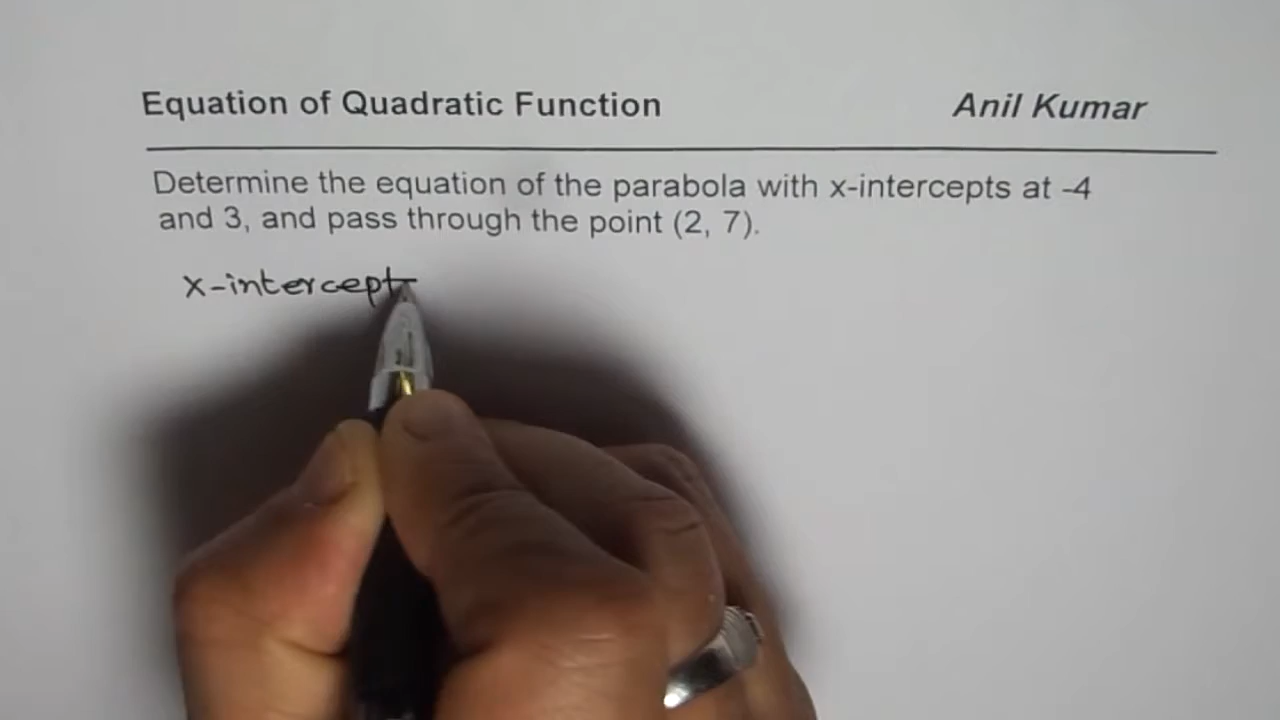 Equation of Quadratic Function Anil Kumar
Determine the equation of the parabola with x-intercepts at -4
and 3, and pass through the point (2, 7).
x-intercept